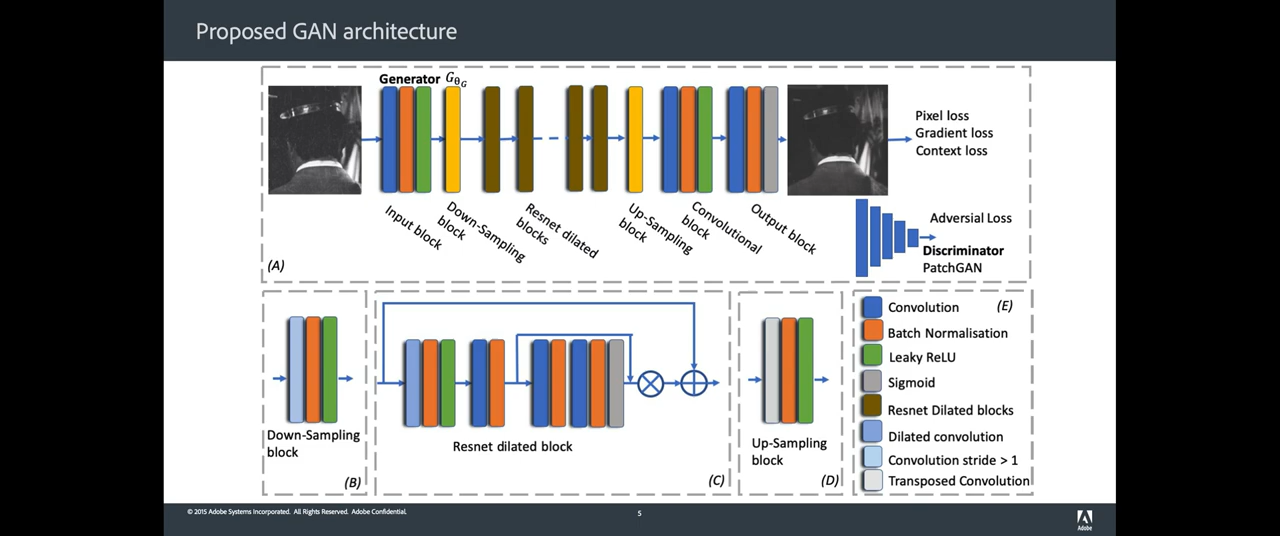 Proposed GAN architecture
Generator G_θ_G
Pixel loss
Gradient loss
Context loss
Input block
Down-Sampling
block
Resnet dilated
blocks
Up-Sampling
block
Convolutional
block
Output block
Adversial Loss
Discriminator
PatchGAN
(A)
Down-Sampling
block
(B)
Resnet dilated block
(C)
Up-Sampling
block
(D)
Convolution
(E)
Batch Normalisation
Leaky ReLU
Sigmoid
Resnet Dilated blocks
Dilated convolution
Convolution stride > 1
Transposed Convolution
© 2015 Adobe Systems Incorporated. All Rights Reserved. Adobe Confidential.
5
Adobe